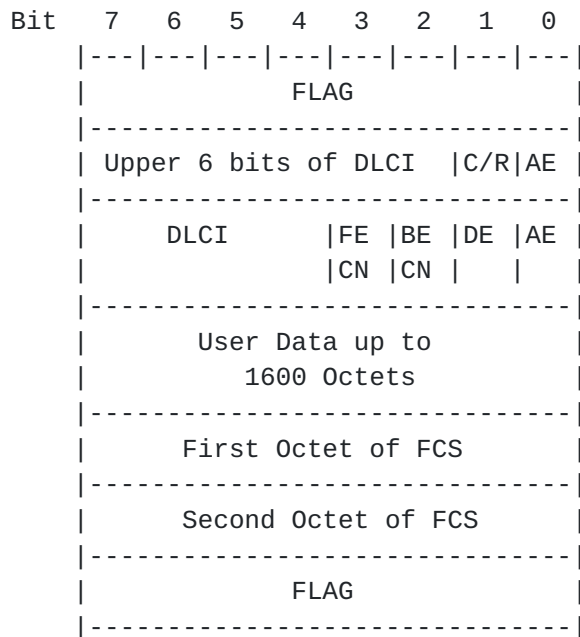 Bit 7 6 5 4 3 2 1 0
|---|---|---|---|---|---|---|---|
| FLAG |
|-------------------------------|
| Upper 6 bits of DLCI |C/R|AE |
|-------------------------------|
| DLCI |FE |BE |DE |AE |
| |CN |CN | | |
|-------------------------------|
| User Data up to |
| 1600 Octets |
|-------------------------------|
| First Octet of FCS |
|-------------------------------|
| Second Octet of FCS |
|-------------------------------|
| FLAG |
|-------------------------------|